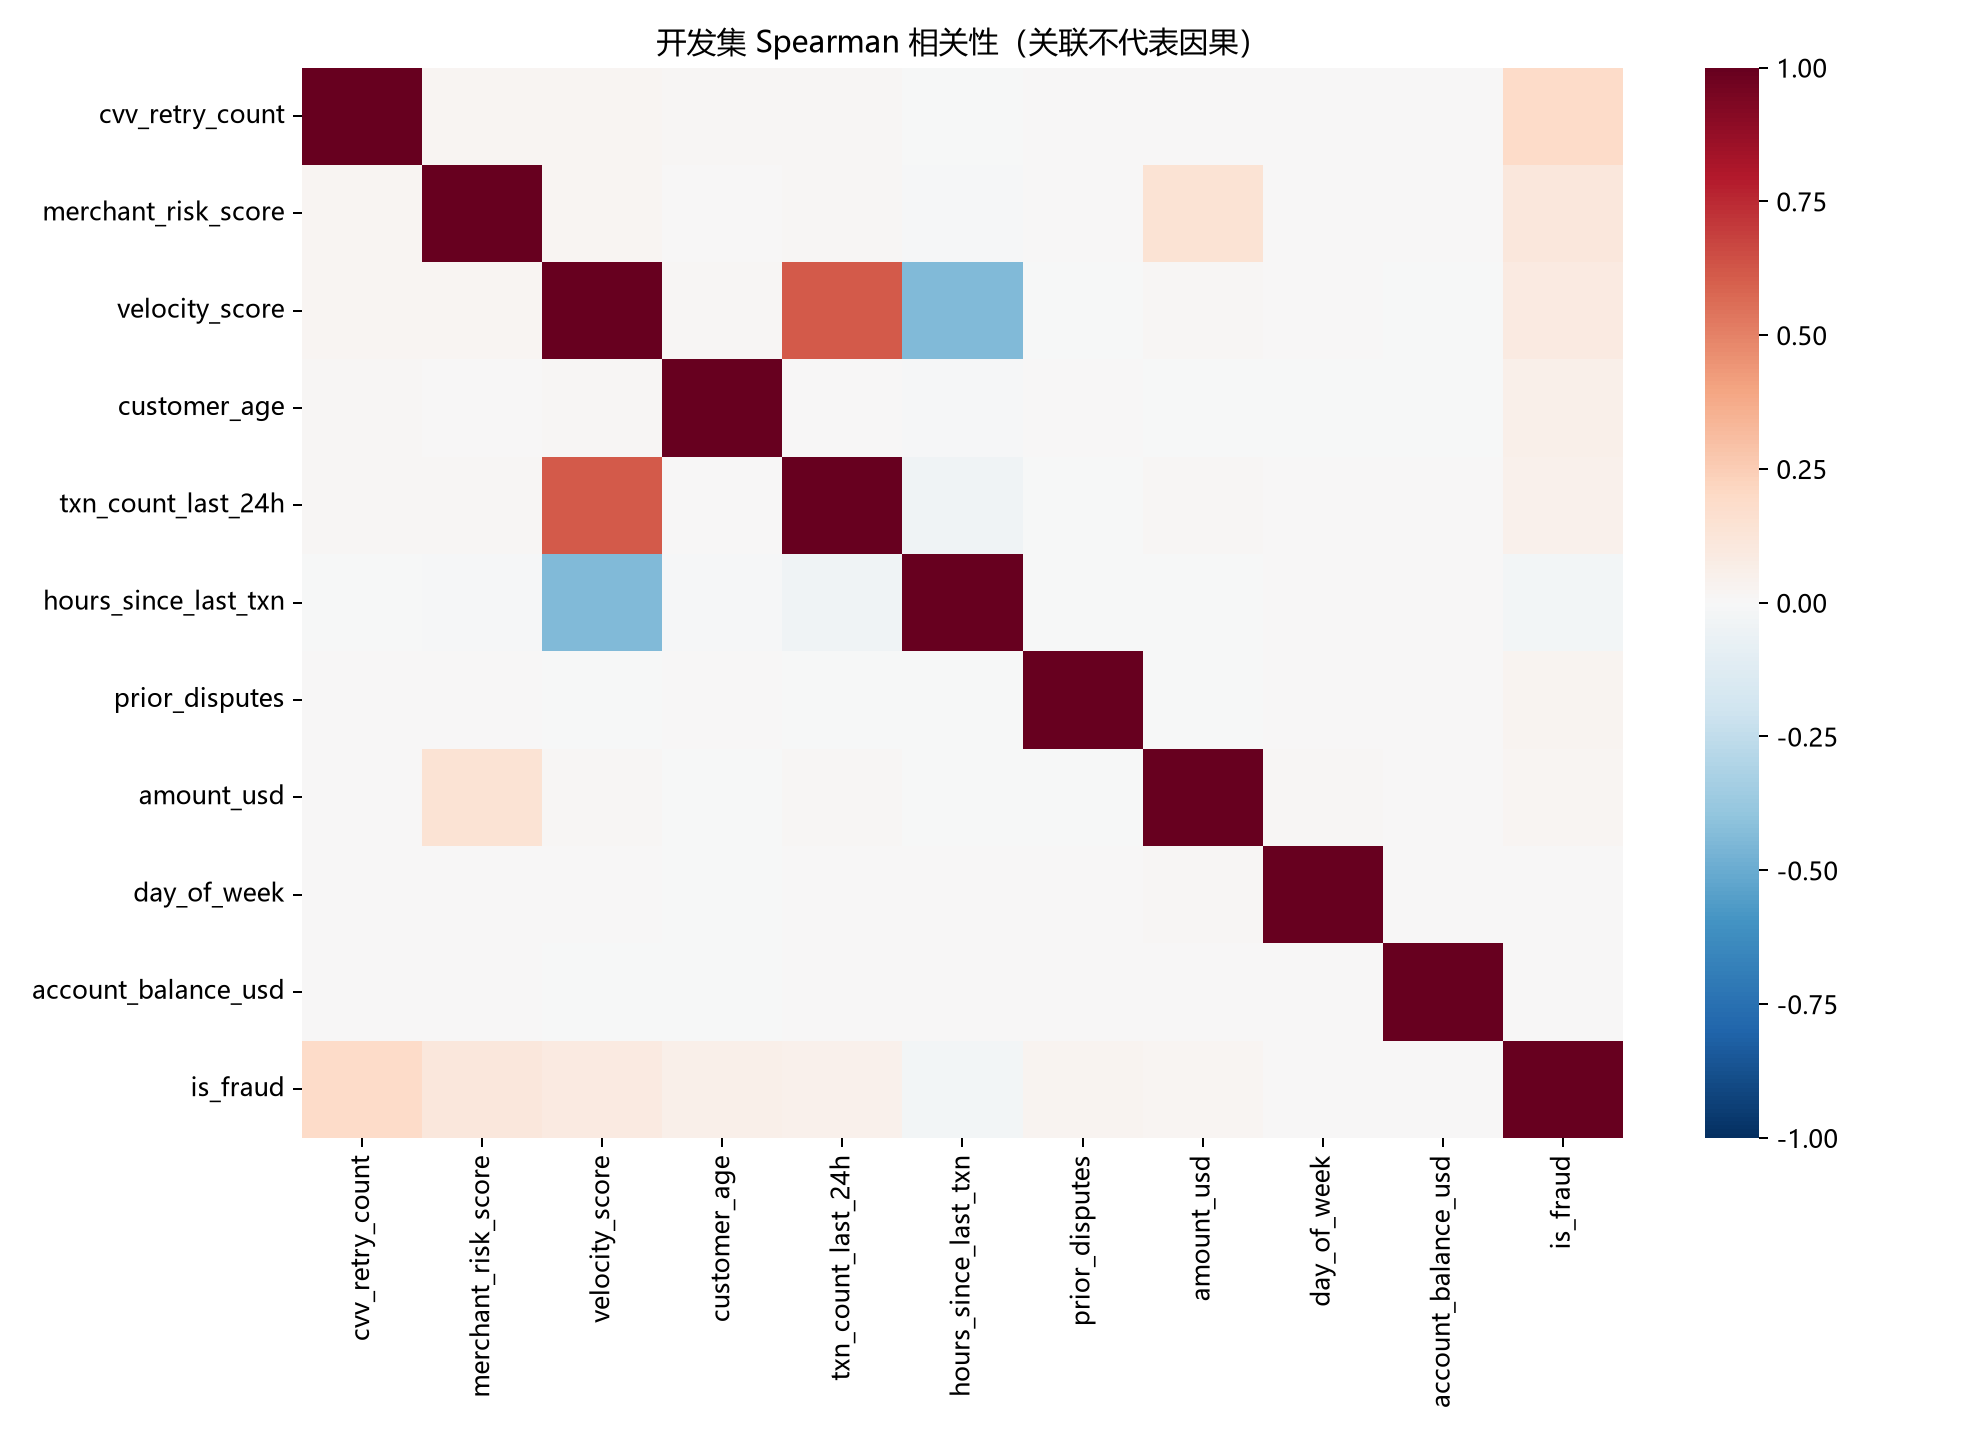 开发集 Spearman 相关性（关联不代表因果）
cvv_retry_count
merchant_risk_score
velocity_score
customer_age
txn_count_last_24h
hours_since_last_txn
prior_disputes
amount_usd
day_of_week
account_balance_usd
is_fraud
cvv_retry_count
merchant_risk_score
velocity_score
customer_age
txn_count_last_24h
hours_since_last_txn
prior_disputes
amount_usd
day_of_week
account_balance_usd
is_fraud
1.00
0.75
0.50
0.25
0.00
-0.25
-0.50
-0.75
-1.00